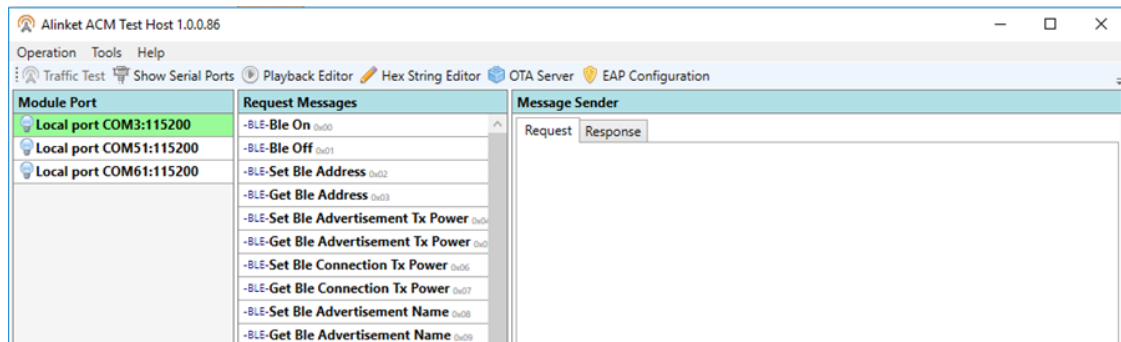 Alinket ACM Test Host 1.0.0.86
Operation Tools Help
Traffic Test Show Serial Ports Playback Editor Hex String Editor OTA Server EAP Configuration
Module Port
Local port COM3:115200
Local port COM51:115200
Local port COM61:115200
Request Messages
-BLE-Ble On 0x00
-BLE-Ble Off 0x01
-BLE-Set Ble Address 0x02
-BLE-Get Ble Address 0x03
-BLE-Set Ble Advertisement Tx Power
-BLE-Get Ble Advertisement Tx Power
-BLE-Set Ble Connection Tx Power 0x06
-BLE-Get Ble Connection Tx Power 0x07
-BLE-Set Ble Advertisement Name 0x08
-BLE-Get Ble Advertisement Name 0x09
Message Sender
Request Response